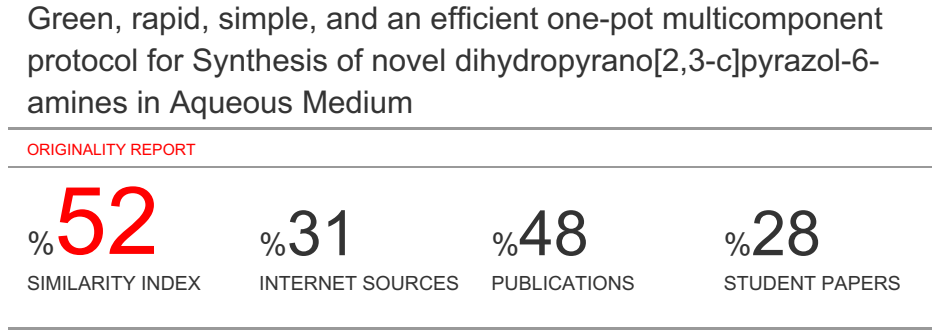 Green, rapid, simple, and an efficient one-pot multicomponent
protocol for Synthesis of novel dihydropyrano[2,3-c]pyrazol-6-
amines in Aqueous Medium
ORIGINALITY REPORT
%52 %31 %48 %28
SIMILARITY INDEX INTERNET SOURCES PUBLICATIONS STUDENT PAPERS